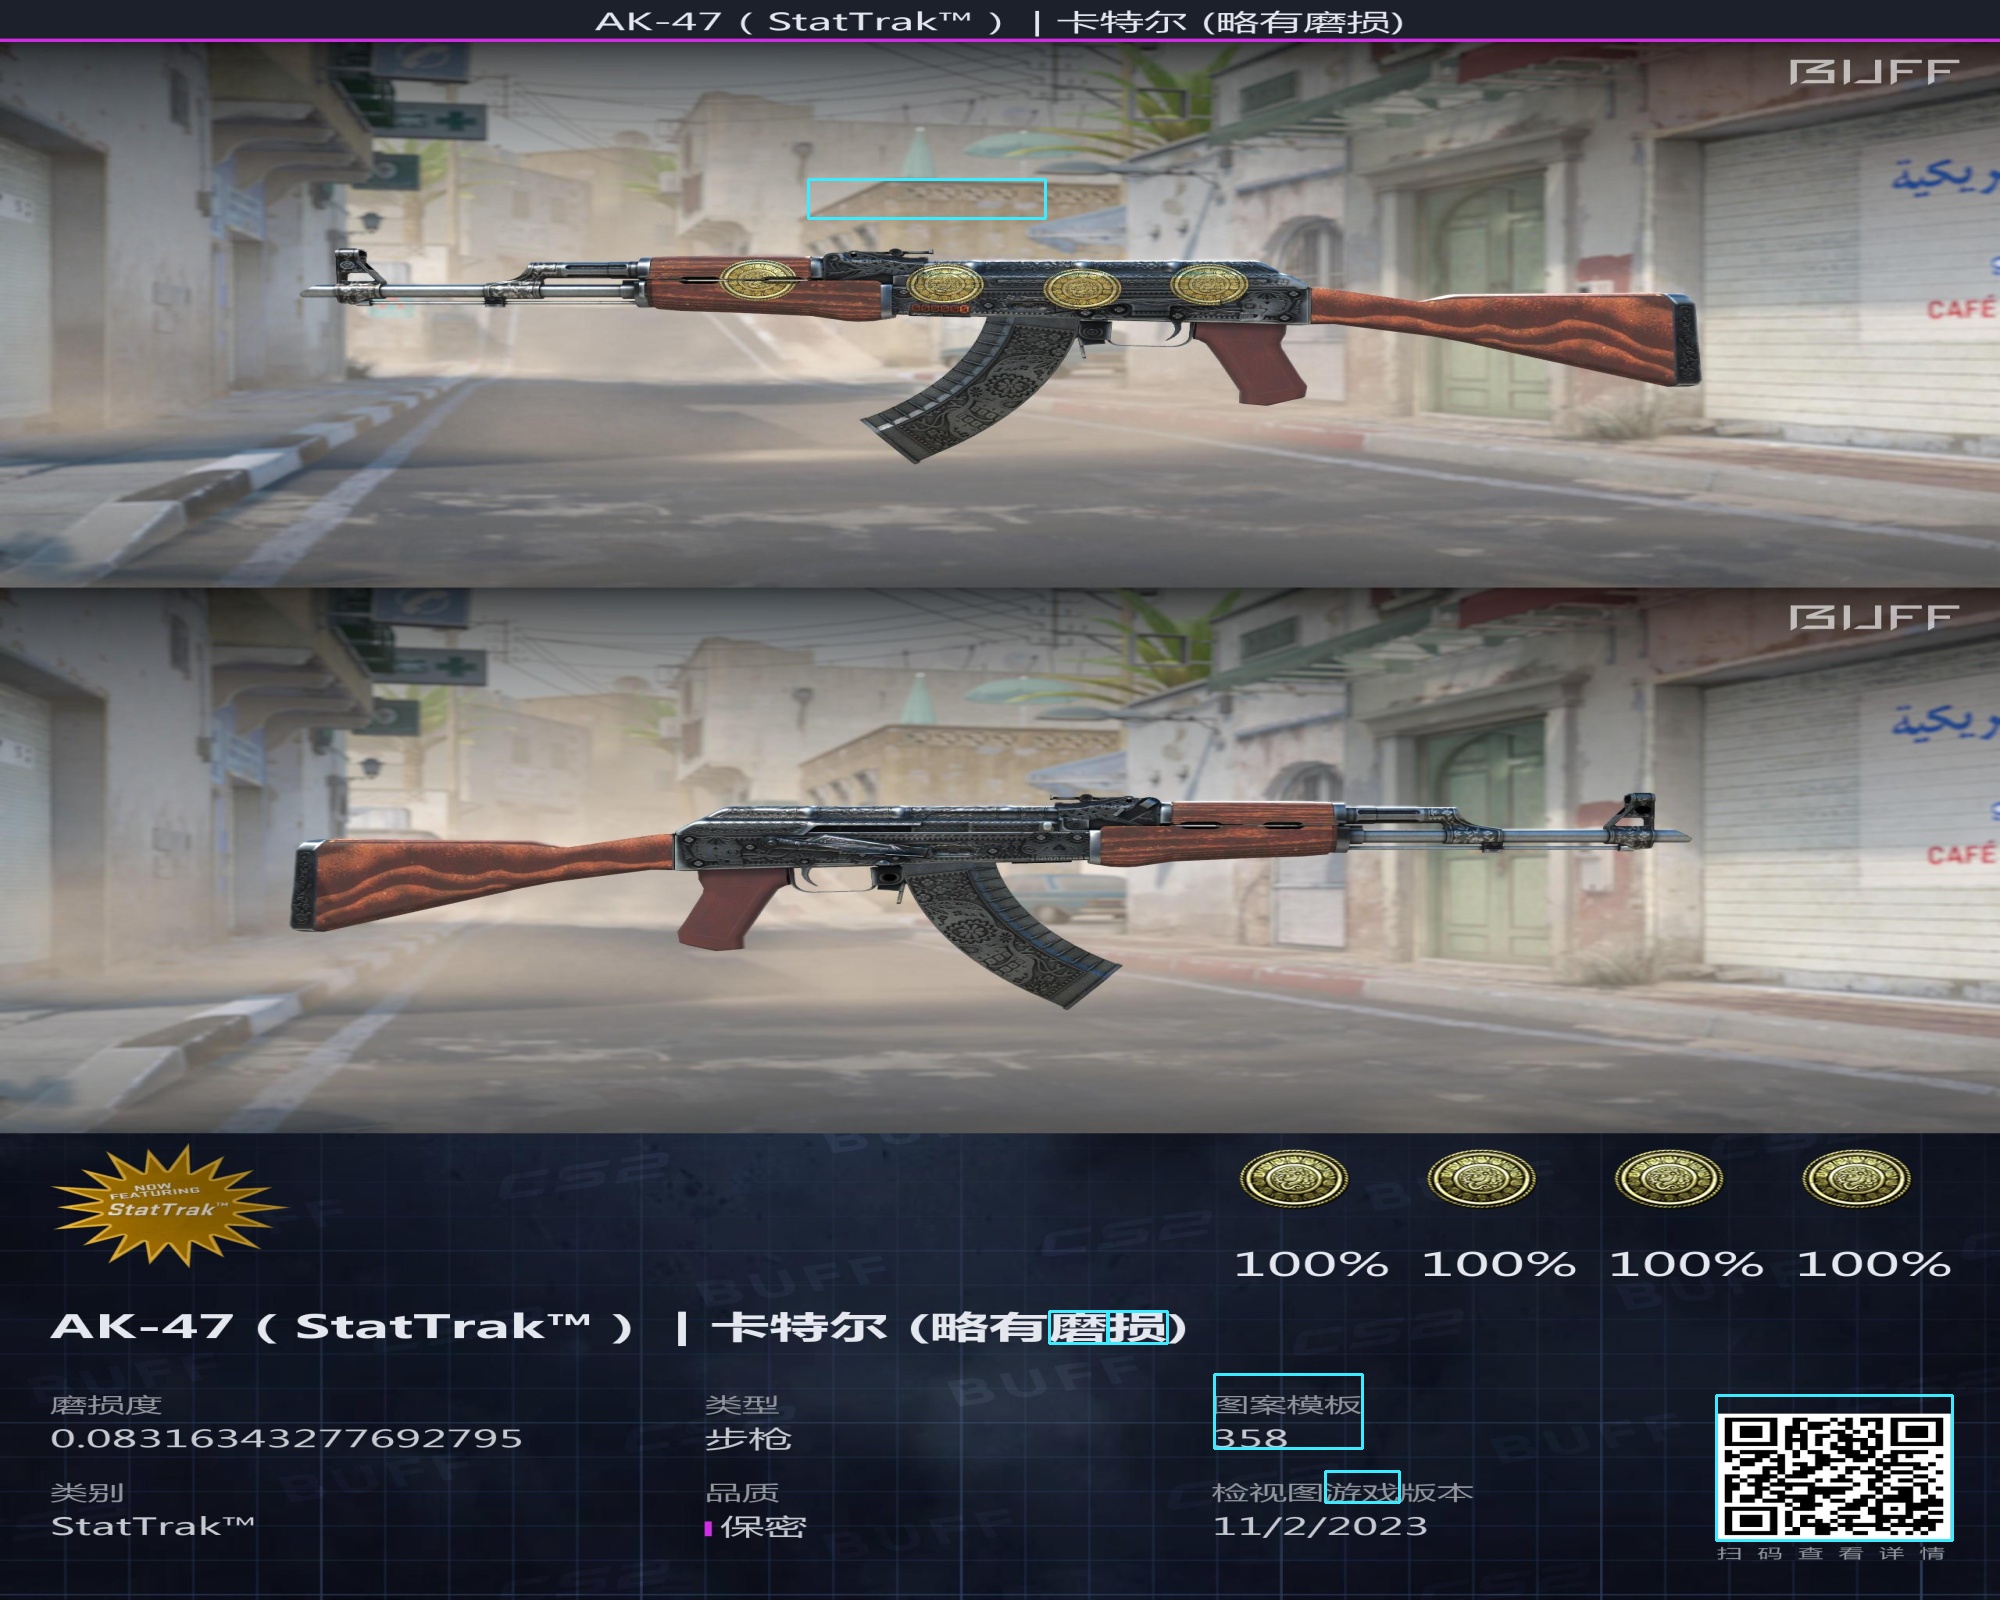 AK-47（StatTrak™） | 卡特尔 (略有磨损)
BUFF
ريكية
CAFÉ
BUFF
ريكية
CAFÉ
NOW
FEATURING
StatTrak™
100% 100% 100% 100%
AK-47（StatTrak™） | 卡特尔 (略有磨损)
磨损度 类型 图案模板
0.08316343277692795 步枪 358
类别 品质 检视图游戏版本
StatTrak™ 保密 11/2/2023
扫码查看详情